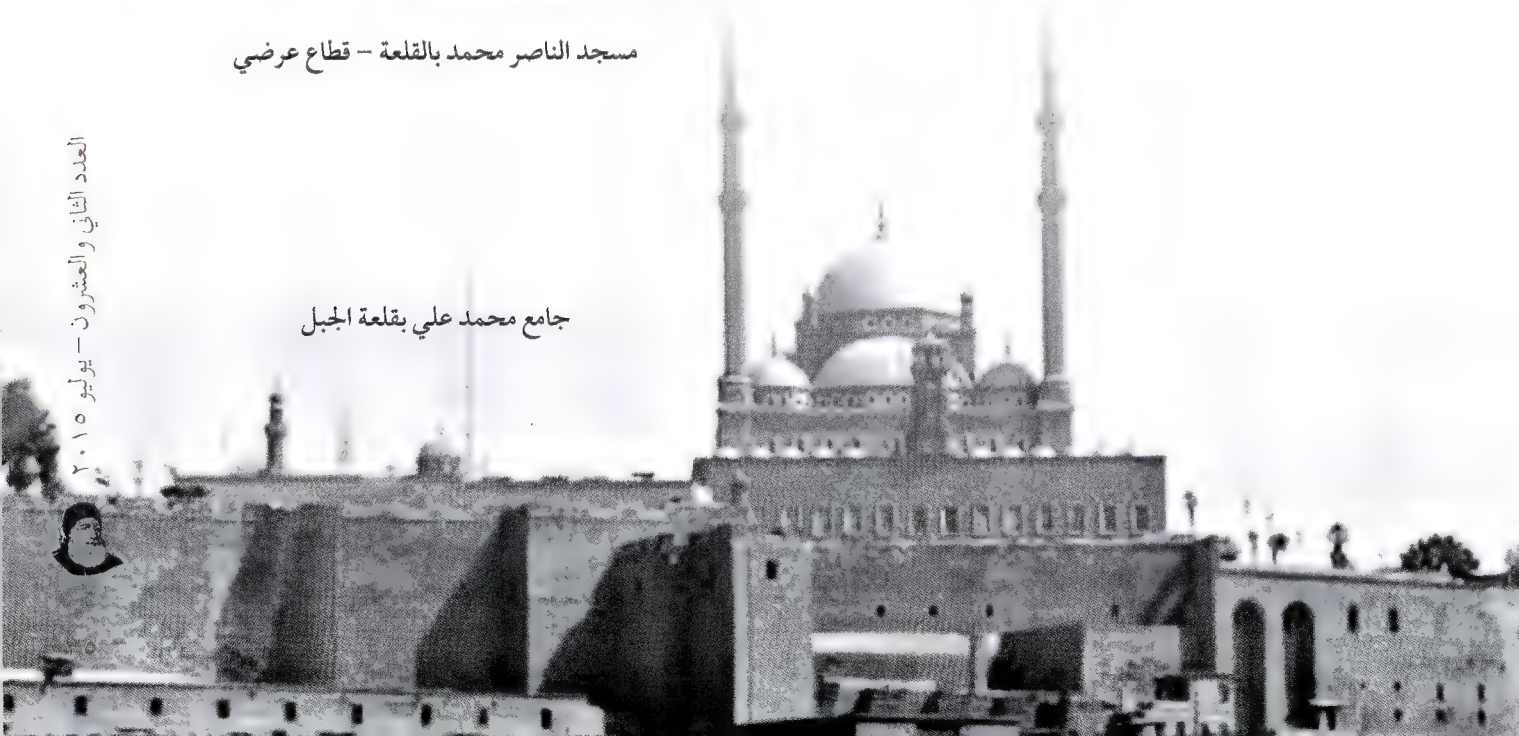 مسجد الناصر محمد بالقلعة – قطاع عرضي
العدد الثاني والعشرون – يوليو ٢٠١٥
جامع محمد علي بقلعة الجبل